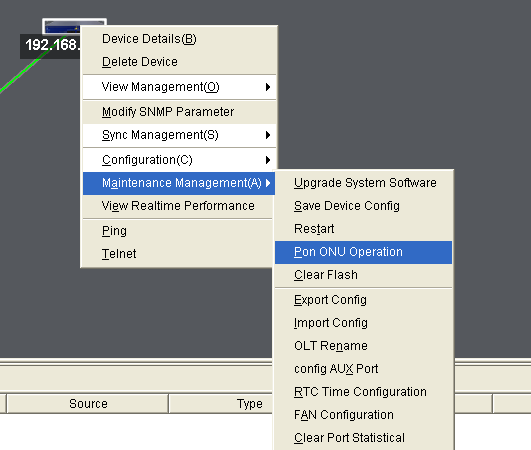 192.168.
Device Details(B)
Delete Device
View Management(O)
Modify SNMP Parameter
Sync Management(S)
Configuration(C)
Maintenance Management(A)
View Realtime Performance
Ping
Telnet
Upgrade System Software
Save Device Config
Restart
Pon ONU Operation
Clear Flash
Export Config
Import Config
OLT Rename
config AUX Port
RTC Time Configuration
FAN Configuration
Clear Port Statistical
Source
Type